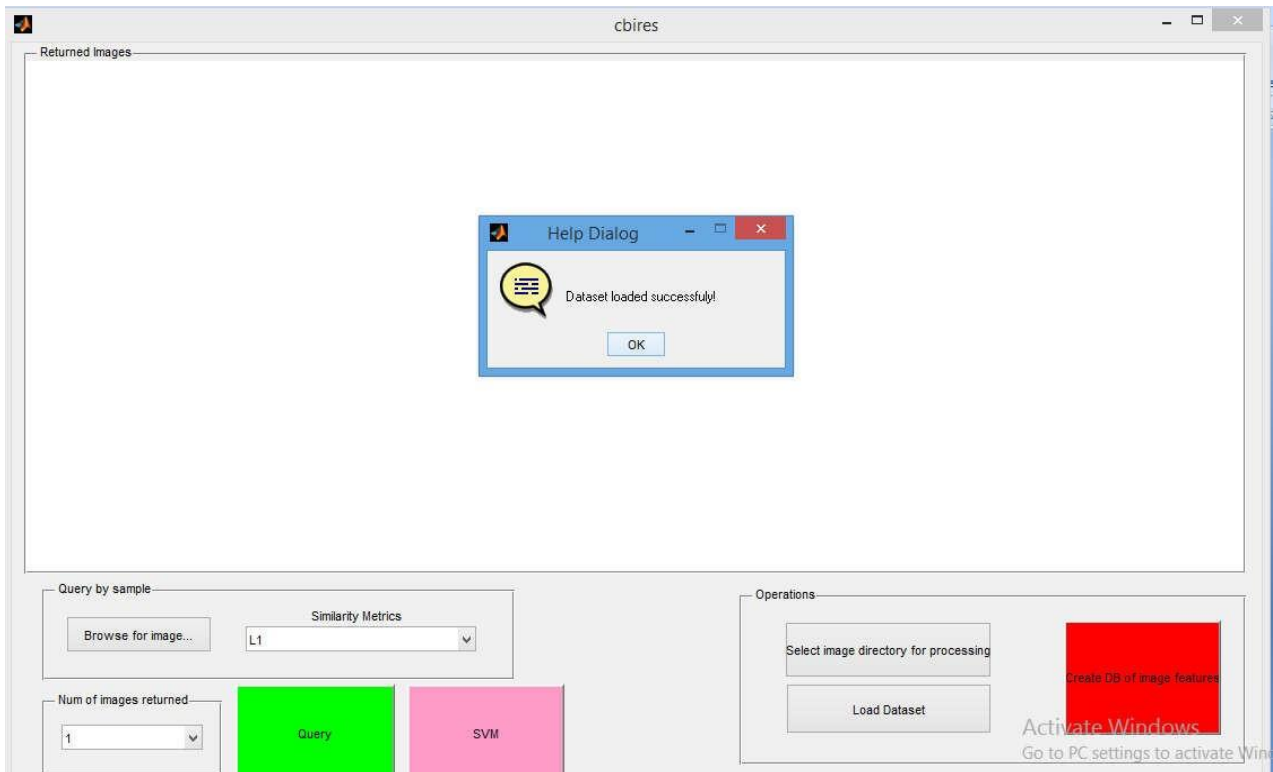 cbires
Returned Images
Help Dialog
Dataset loaded successfuly!
OK
Query by sample
Browse for image...
Similarity Metrics
L1
Num of images returned
1
Query
SVM
Operations
Select image directory for processing
Load Dataset
Create DB of image features
Activate Windows
Go to PC settings to activate Win